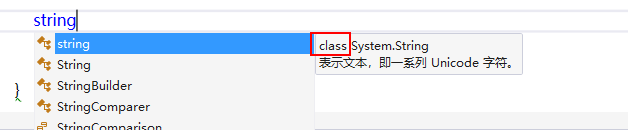 string
string
String
StringBuilder
StringComparer
StringComparison
class System.String
表示文本，即一系列 Unicode 字符。
}